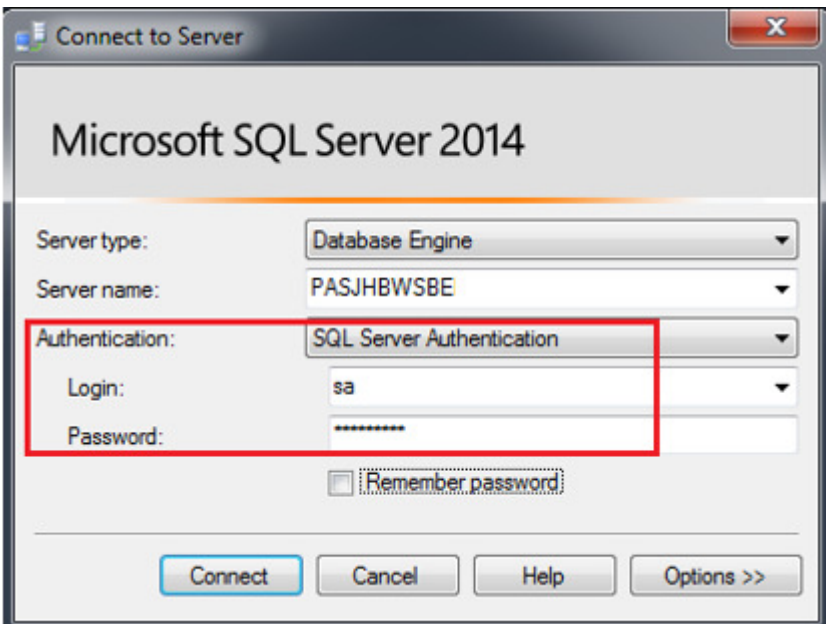 Connect to Server
Microsoft SQL Server 2014
Server type: Database Engine
Server name: PASJHBWSBE
Authentication: SQL Server Authentication
Login: sa
Password: *********
Remember password
Connect Cancel Help Options >>